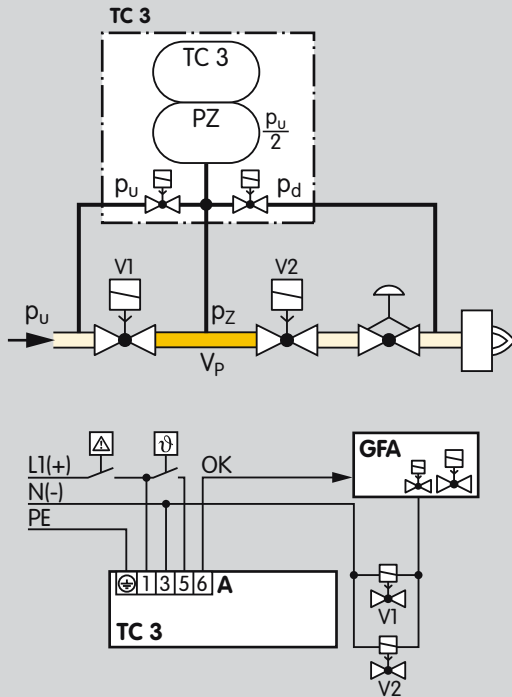 TC 3
TC 3
PZ
pu
2
pu
pd
V1
V2
pu
pZ
VP
L1(+)
ϑ
OK
GFA
N(-)
PE
1 3 5 6 A
TC 3
V1
V2